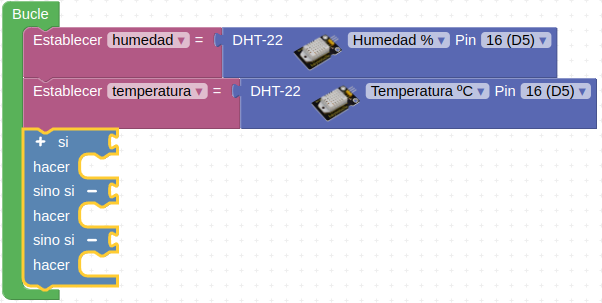 Bucle
Establecer humedad ▾ = DHT-22 Humedad % ▾ Pin 16 (D5) ▾
Establecer temperatura ▾ = DHT-22 Temperatura ºC ▾ Pin 16 (D5) ▾
+ si
hacer
sino si −
hacer
sino si −
hacer